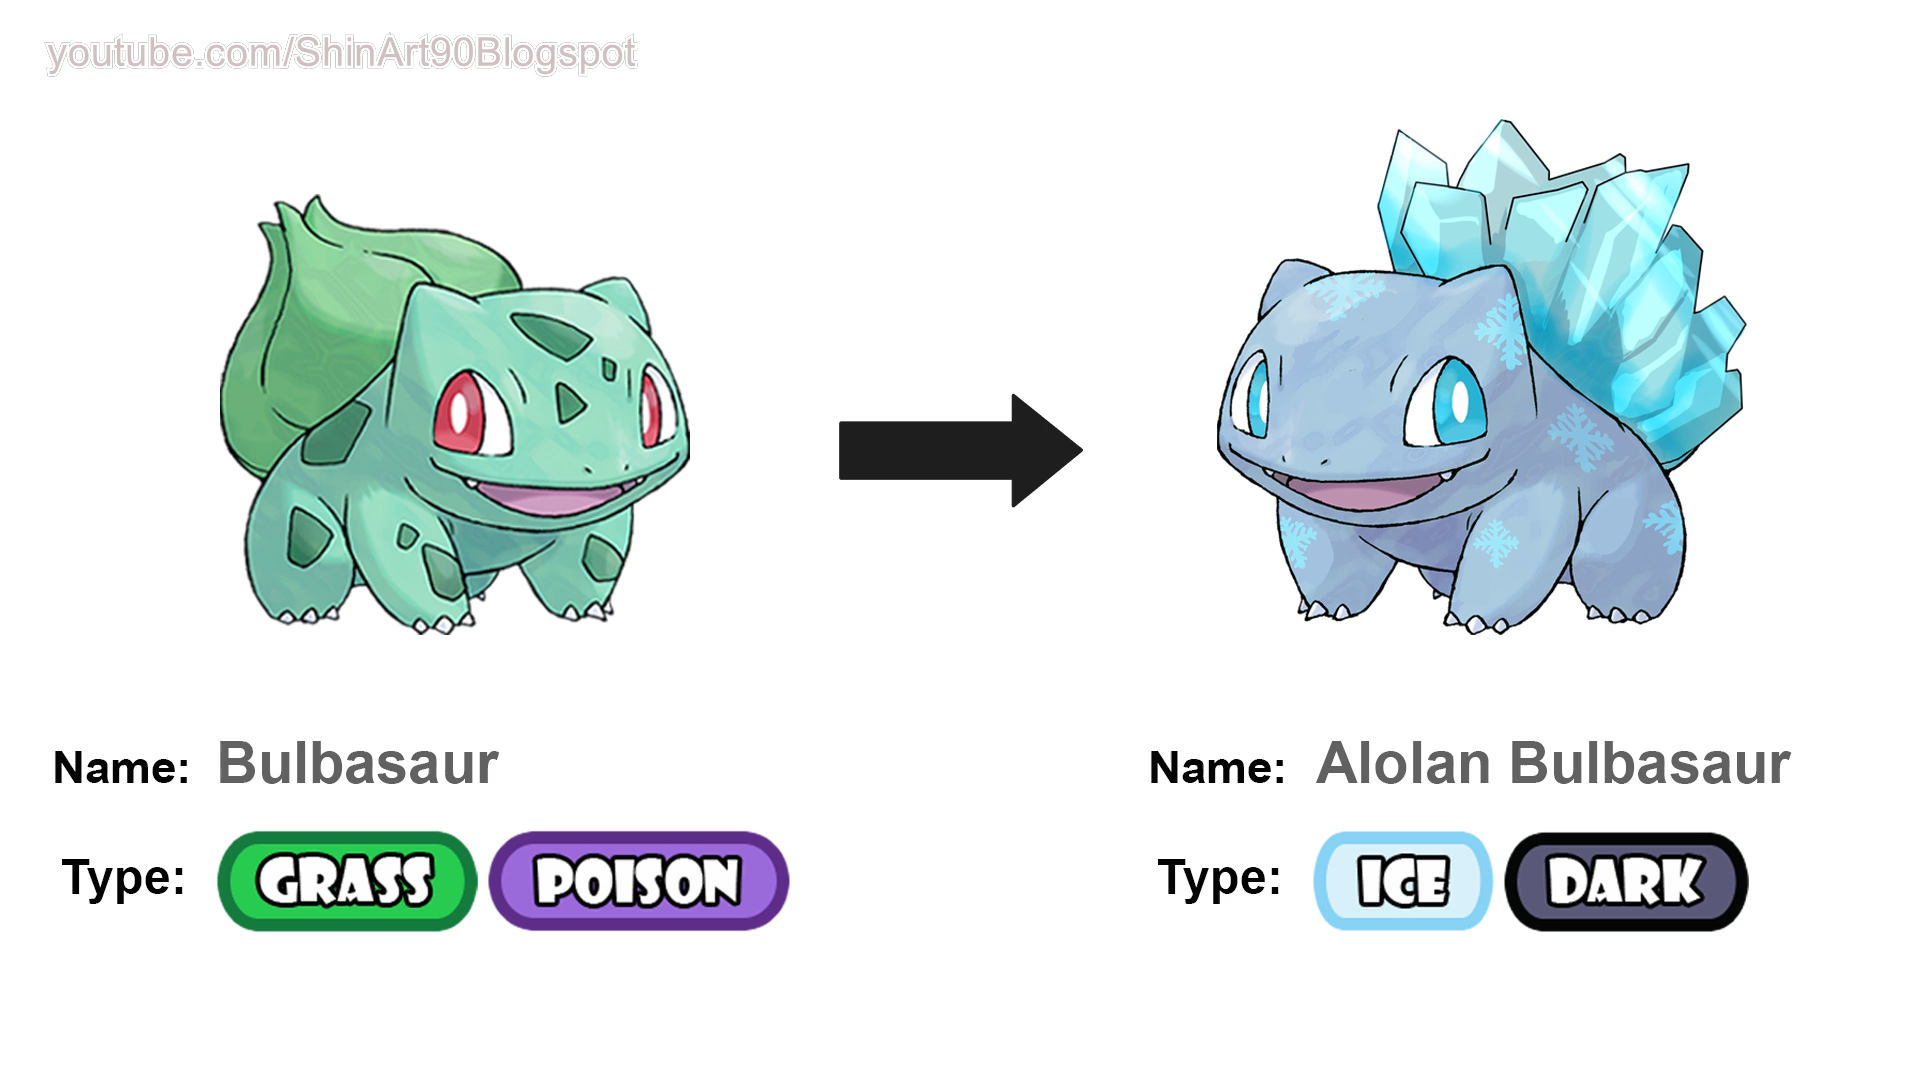 youtube.com/ShinArt90Blogspot
Name: Bulbasaur
Type: GRASS POISON
Name: Alolan Bulbasaur
Type: ICE DARK